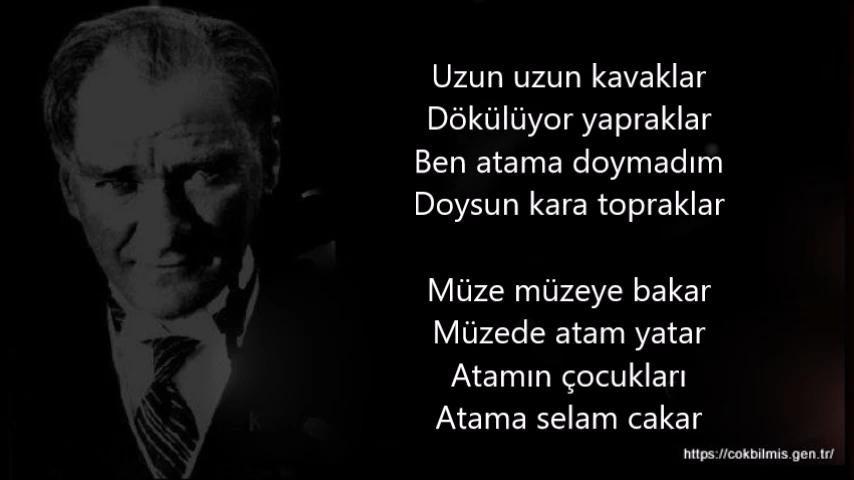 Uzun uzun kavaklar
Dökülüyor yapraklar
Ben atama doymadım
Doysun kara topraklar
Müze müzeye bakar
Müzede atam yatar
Atamın çocukları
Atama selam cakar
https://cokbilmis.gen.tr/